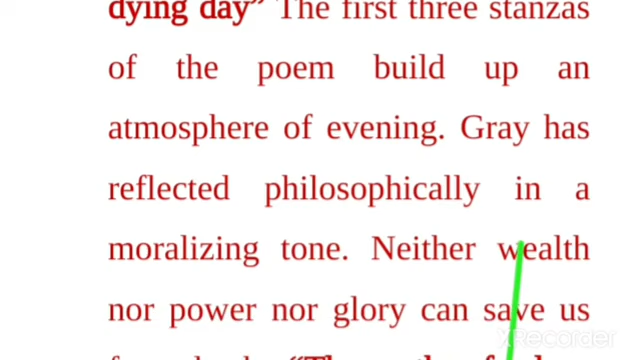 dying day” The first three stanzas
of the poem build up an
atmosphere of evening. Gray has
reflected philosophically in a
moralizing tone. Neither wealth
nor power nor glory can save us
XRecorder